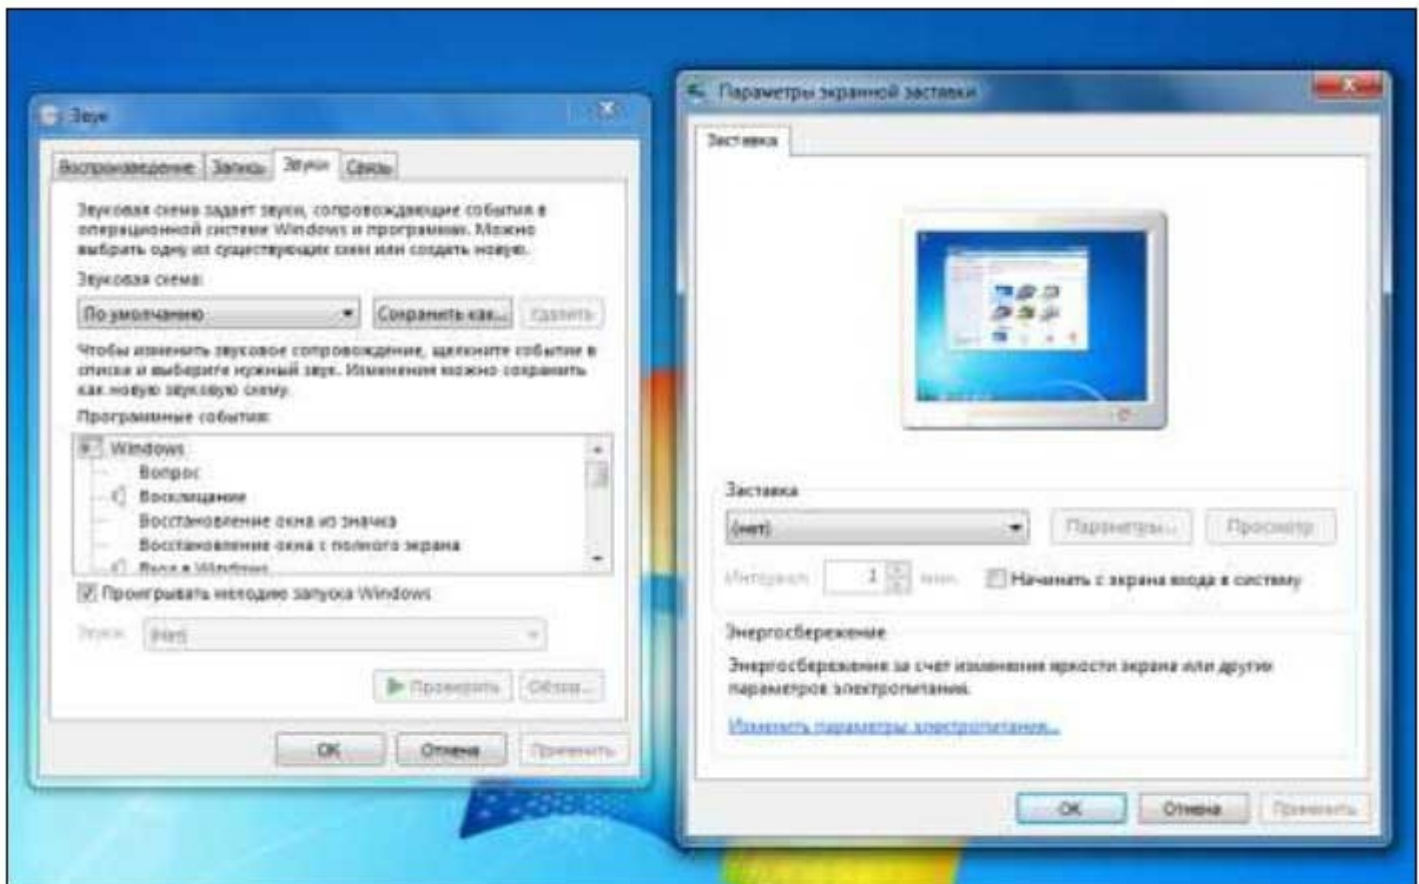 Звук
Воспроизведение Запись Звуки Связь
Звуковая схема задает звуки, сопровождающие события в
операционной системе Windows и программах. Можно
выбрать одну из существующих схем или создать новую.
Звуковая схема:
По умолчанию Сохранить как... Удалить
Чтобы изменить звуковое сопровождение, щелкните событие в
списке и выберите нужный звук. Изменения можно сохранить
как новую звуковую схему.
Программные события:
Windows
Вопрос
Восклицание
Восстановление окна из значка
Восстановление окна с полного экрана
Вход в Windows
Проигрывать мелодию запуска Windows
Звуки: (Нет)
Проверить Обзор...
ОК Отмена Применить
Параметры экранной заставки
Заставка
Заставка
(нет) Параметры... Просмотр
Интервал: 1 мин. Начинать с экрана входа в систему
Энергосбережение
Энергосбережение за счет изменения яркости экрана или других
параметров электропитания.
Изменить параметры электропитания...
ОК Отмена Применить